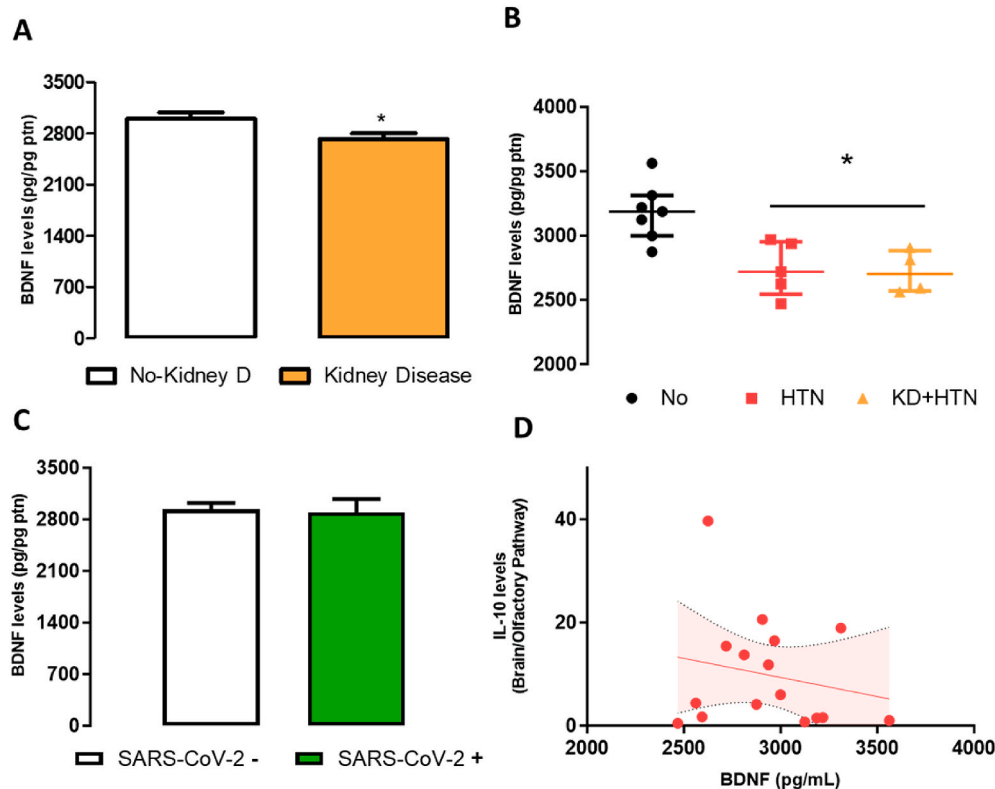 A
BDNF levels (pg/pg ptn)
3500
2800
2100
1400
700
0
*
No-Kidney D
Kidney Disease
B
BDNF levels (pg/pg ptn)
4000
3500
3000
2500
2000
*
No
HTN
KD+HTN
C
BDNF levels (pg/pg ptn)
3500
2800
2100
1400
700
0
SARS-CoV-2 -
SARS-CoV-2 +
D
IL-10 levels
(Brain/Olfactory Pathway)
40
20
0
2000
2500
3000
3500
4000
BDNF (pg/mL)